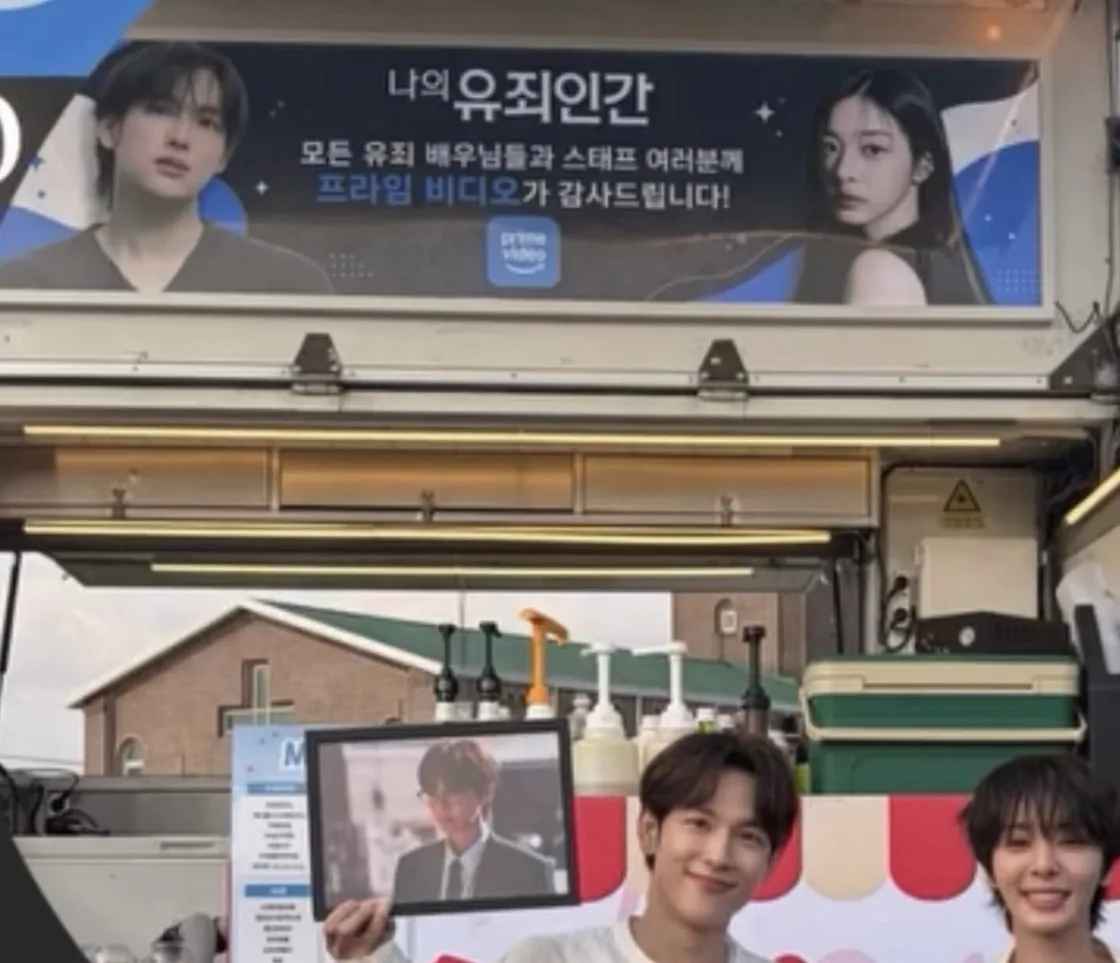 나의 유죄인간
모든 유죄 배우님들과 스태프 여러분께
프라임 비디오가 감사드립니다!
prime
video
M